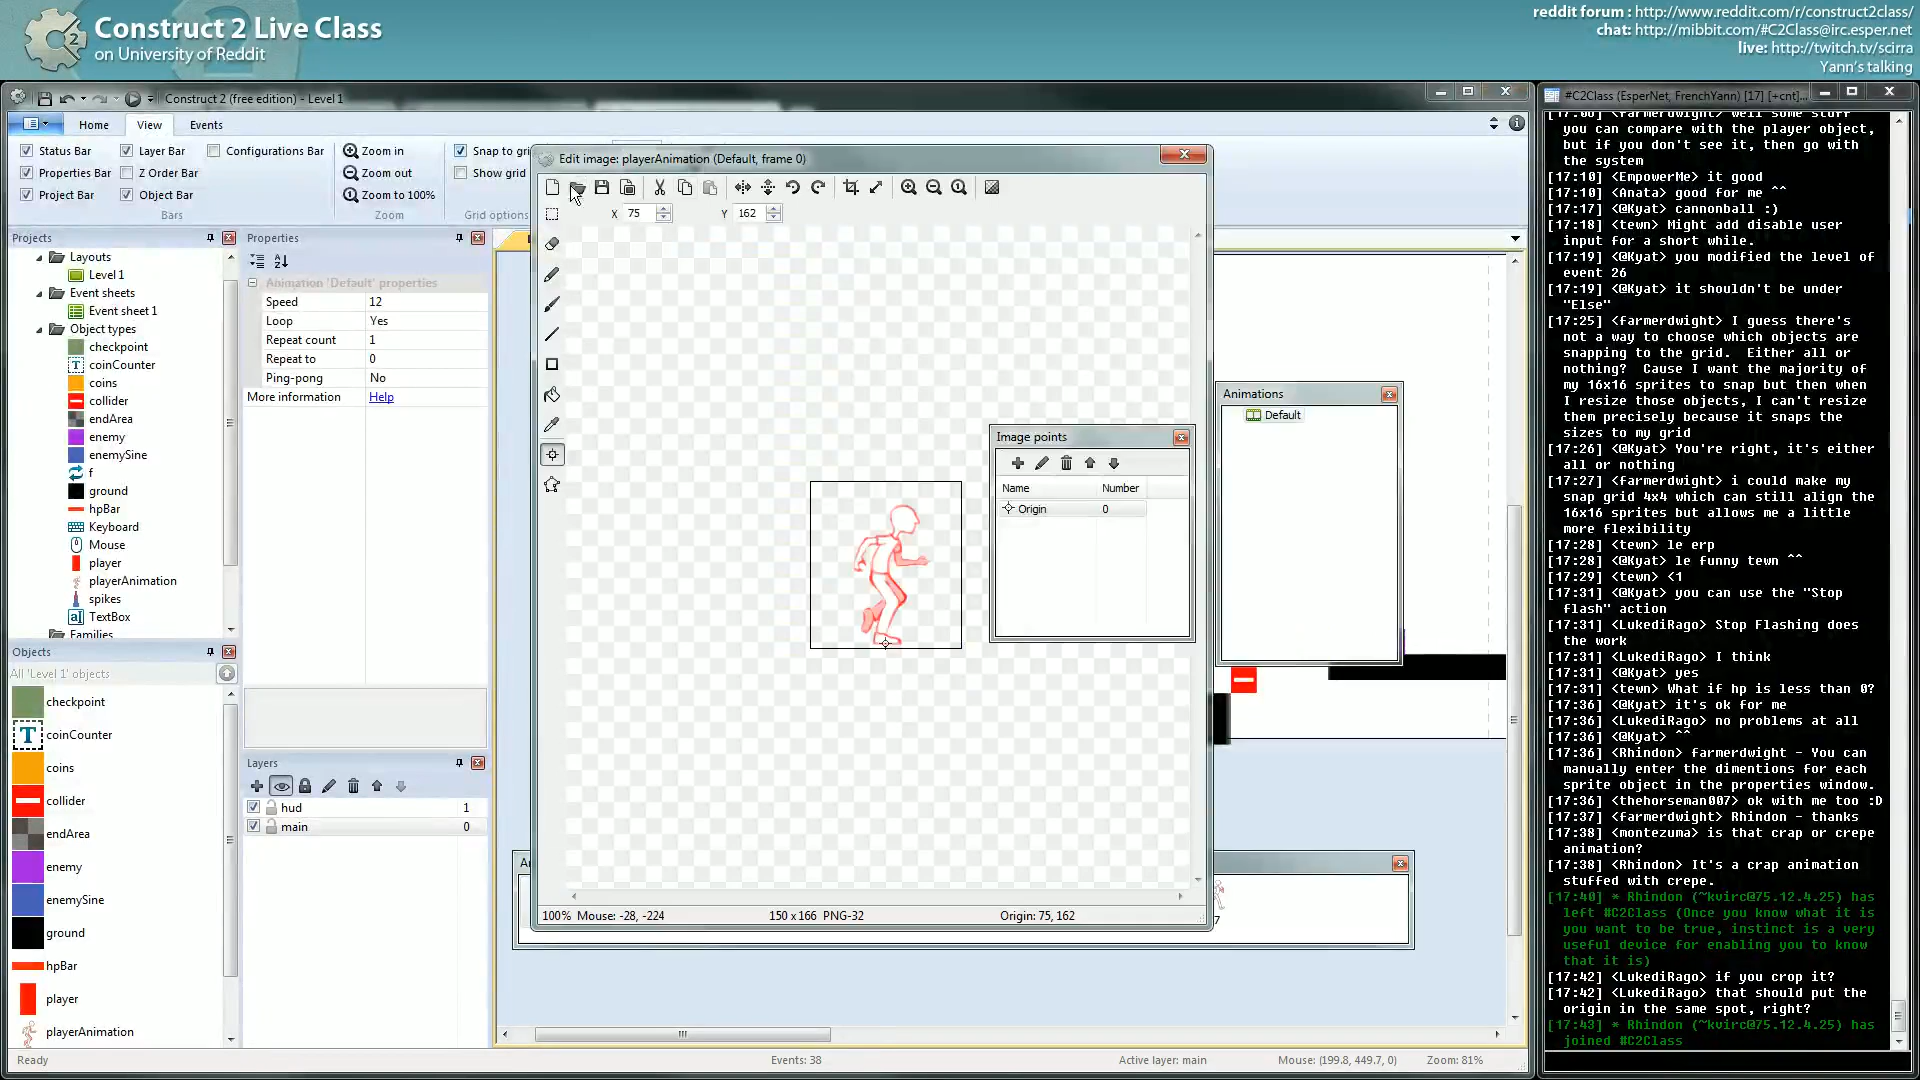 Construct 2 Live Class
on University of Reddit
reddit forum : http://www.reddit.com/r/construct2class/
chat: http://mibbit.com/#C2Class@irc.esper.net
live: http://twitch.tv/scirra
Yann's talking
Construct 2 (free edition) - Level 1
Home
View
Events
Status Bar
Layer Bar
Configurations Bar
Properties Bar
Z Order Bar
Project Bar
Object Bar
Bars
Zoom in
Zoom out
Zoom to 100%
Zoom
Snap to gri
Show grid
Grid options
Projects
Layouts
Level 1
Event sheets
Event sheet 1
Object types
checkpoint
coinCounter
coins
collider
endArea
enemy
enemySine
f
ground
hpBar
Keyboard
Mouse
player
playerAnimation
spikes
TextBox
Families
Properties
Animation 'Default' properties
Speed 12
Loop Yes
Repeat count 1
Repeat to 0
Ping-pong No
More information Help
Objects
All 'Level 1' objects
checkpoint
coinCounter
coins
collider
endArea
enemy
enemySine
ground
hpBar
player
playerAnimation
Layers
hud 1
main 0
Edit image: playerAnimation (Default, frame 0)
X 75
Y 162
Image points
Name Number
Origin 0
100% Mouse: -28, -224
150 x 166 PNG-32
Origin: 75, 162
Animations
Default
An
7
Ready
Events: 38
Active layer: main
Mouse: (199.8, 449.7, 0)
Zoom: 81%
#C2Class (EsperNet, FrenchYann) [17] [+cnt]...
[17:08] <farmerdwight> well some stuff
you can compare with the player object,
but if you don't see it, then go with
the system
[17:10] <EmpowerMe> it good
[17:10] <Anata> good for me ^^
[17:17] <@Kyat> cannonball :)
[17:18] <tewn> Might add disable user
input for a short while.
[17:19] <@Kyat> you modified the level of
event 26
[17:19] <@Kyat> it shouldn't be under
"Else"
[17:25] <farmerdwight> I guess there's
not a way to choose which objects are
snapping to the grid.  Either all or
nothing?  Cause I want the majority of
my 16x16 sprites to snap but then when
I resize those objects, I can't resize
them precisely because it snaps the
sizes to my grid
[17:26] <@Kyat> You're right, it's either
all or nothing
[17:27] <farmerdwight> i could make my
snap grid 4x4 which can still align the
16x16 sprites but allows me a little
more flexibility
[17:28] <tewn> le erp
[17:28] <@Kyat> le funny tewn ^^
[17:29] <tewn> <1
[17:31] <@Kyat> you can use the "Stop
flash" action
[17:31] <LukediRago> Stop Flashing does
the work
[17:31] <LukediRago> I think
[17:31] <@Kyat> yes
[17:31] <tewn> What if hp is less than 0?
[17:36] <@Kyat> it's ok for me
[17:36] <LukediRago> no problems at all
[17:36] <@Kyat> ^^
[17:36] <Rhindon> farmerdwight - You can
manually enter the dimentions for each
sprite object in the properties window.
[17:36] <thehorseman007> ok with me too :D
[17:37] <farmerdwight> Rhindon - thanks
[17:38] <montezuma> is that crap or crepe
animation?
[17:38] <Rhindon> It's a crap animation
stuffed with crepe.
[17:40] * Rhindon (~kvirc@75.12.4.25) has
left #C2Class (Once you know what it is
you want to be true, instinct is a very
useful device for enabling you to know
that it is)
[17:42] <LukediRago> if you crop it?
[17:42] <LukediRago> that should put the
origin in the same spot, right?
[17:43] * Rhindon (~kvirc@75.12.4.25) has
joined #C2Class